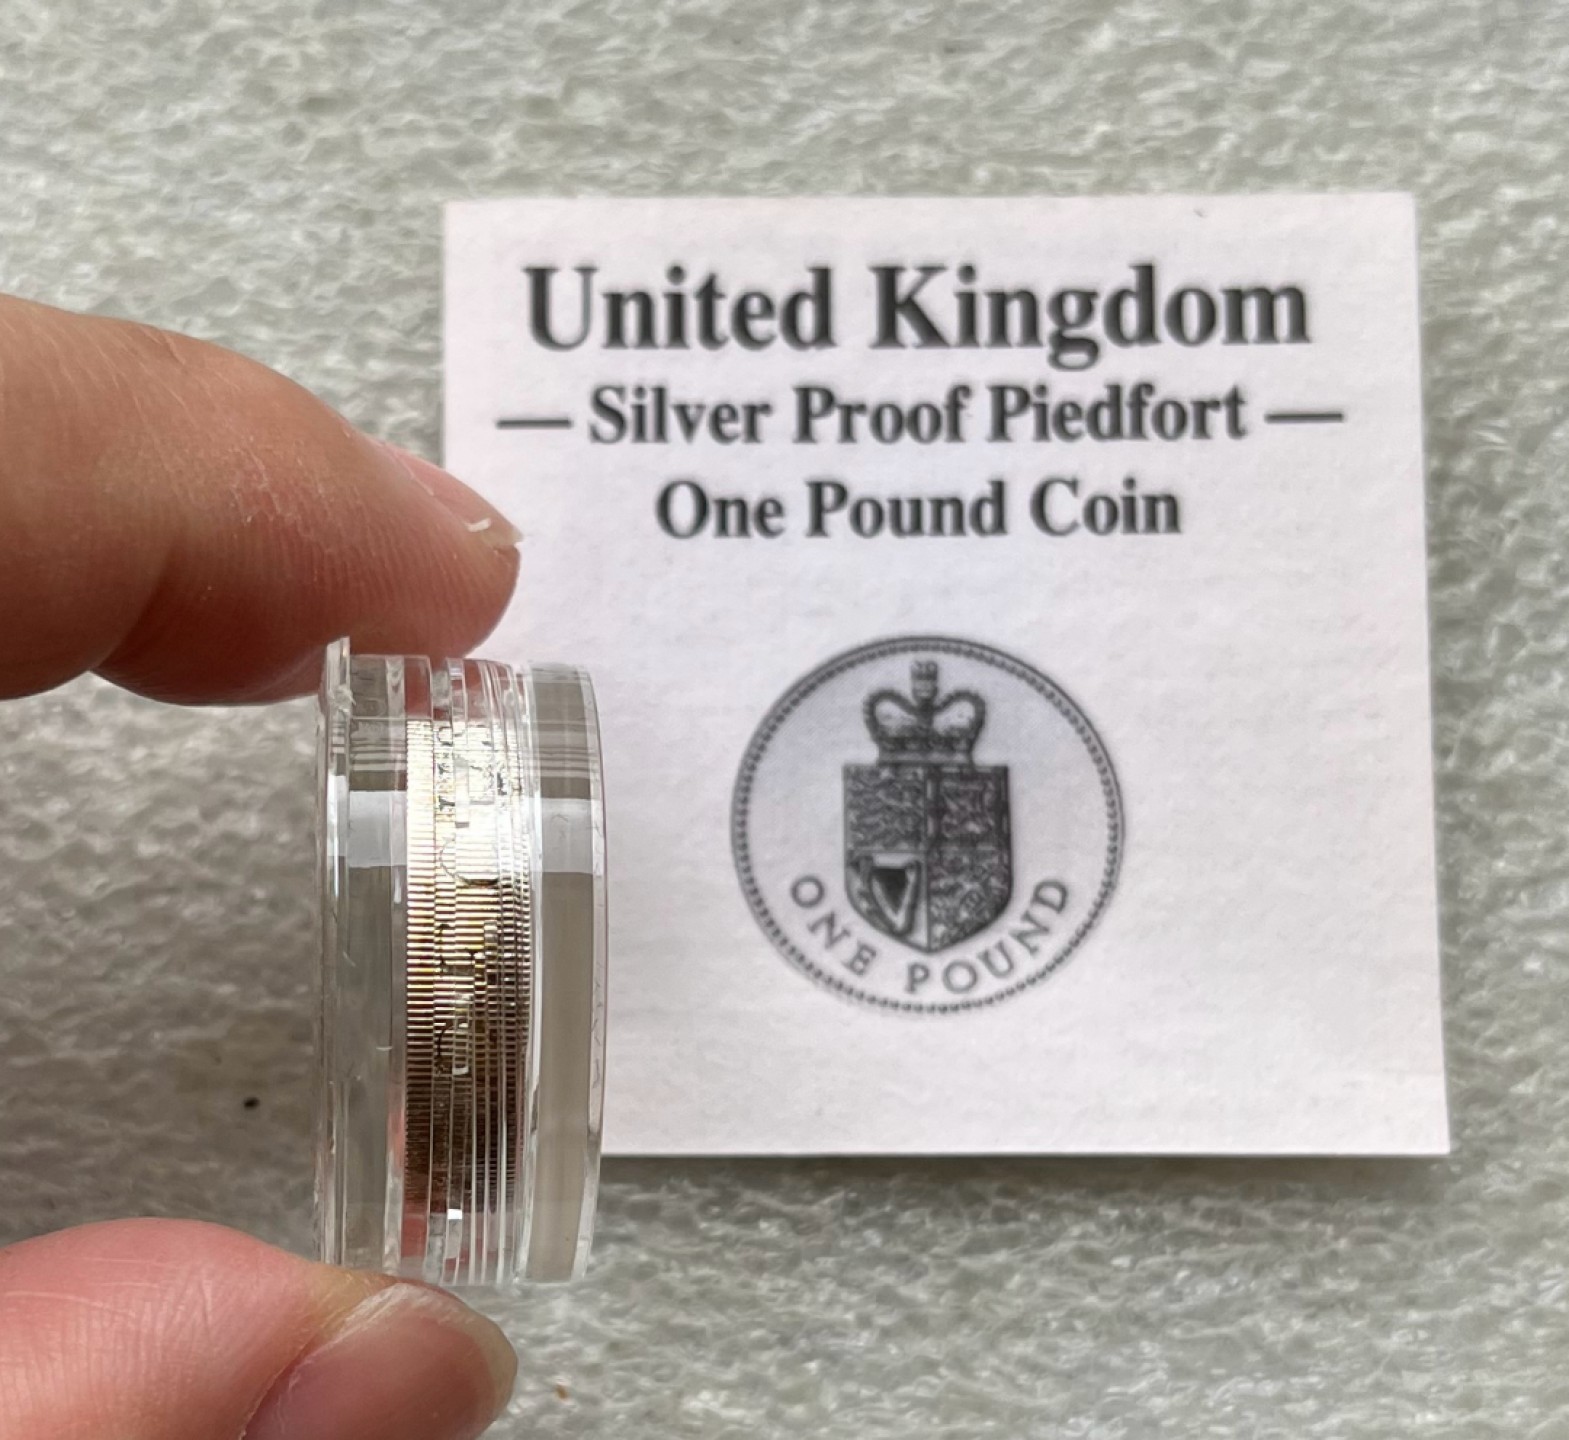 United Kingdom
— Silver Proof Piedfort —
One Pound Coin
ONE POUND